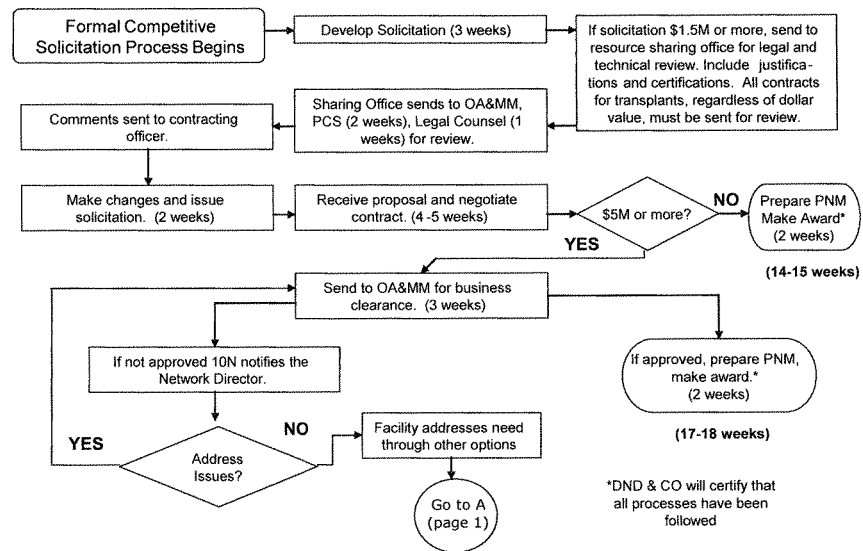 Formal Competitive
Solicitation Process Begins
Develop Solicitation (3 weeks)
If solicitation $1.5M or more, send to
resource sharing office for legal and
technical review. Include justifica-
tions and certifications. All contracts
for transplants, regardless of dollar
value, must be sent for review.
Sharing Office sends to OA&MM,
PCS (2 weeks), Legal Counsel (1
weeks) for review.
Comments sent to contracting
officer.
Make changes and issue
solicitation. (2 weeks)
Receive proposal and negotiate
contract. (4 -5 weeks)
$5M or more?
NO
Prepare PNM
Make Award*
(2 weeks)
(14-15 weeks)
YES
Send to OA&MM for business
clearance. (3 weeks)
If not approved 10N notifies the
Network Director.
If approved, prepare PNM,
make award.*
(2 weeks)
(17-18 weeks)
YES
Address
Issues?
NO
Facility addresses need
through other options
Go to A
(page 1)
*DND & CO will certify that
all processes have been
followed